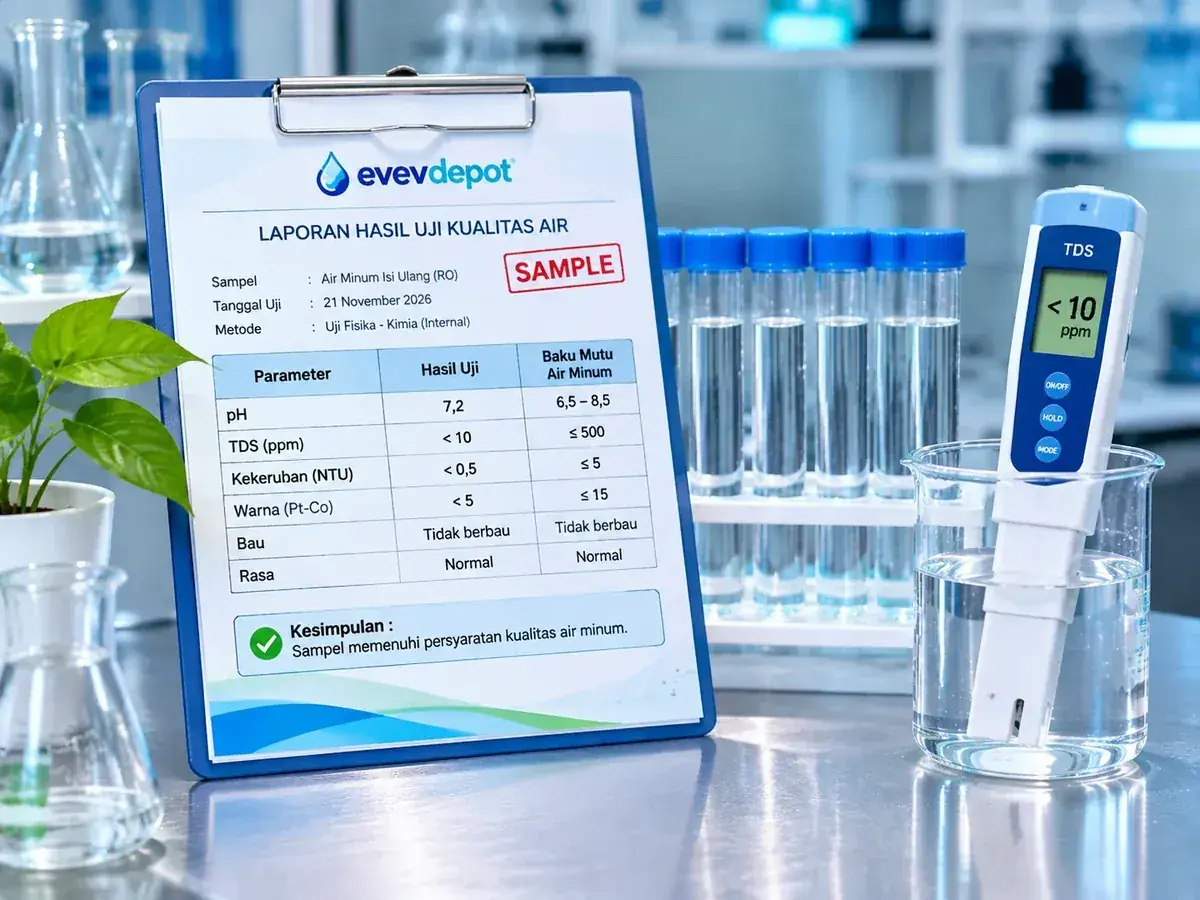 evevdepot
LAPORAN HASIL UJI KUALITAS AIR
SAMPLE
Sampel : Air Minum Isi Ulang (RO)
Tanggal Uji : 21 November 2026
Metode : Uji Fisika - Kimia (Internal)
Parameter Hasil Uji Baku Mutu Air Minum
pH 7,2 6,5 – 8,5
TDS (ppm) < 10 ≤ 500
Kekeruban (NTU) < 0,5 ≤ 5
Warna (Pt-Co) < 5 ≤ 15
Bau Tidak berbau Tidak berbau
Rasa Normal Normal
Kesimpulan :
Sampel memenuhi persyaratan kualitas air minum.
TDS
< 10
ppm
ON/OFF
HOLD
MODE